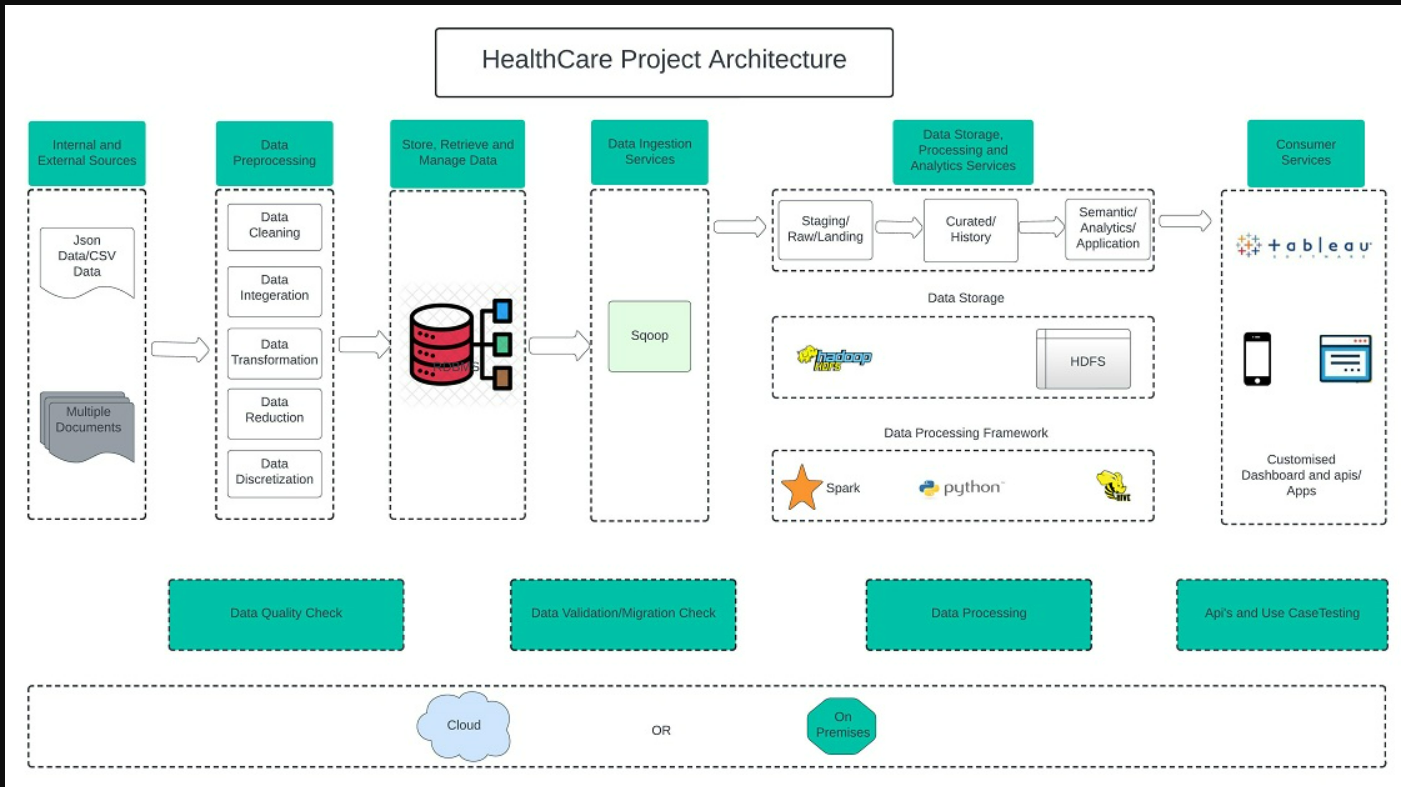 HealthCare Project Architecture
Internal and
External Sources
Data
Preprocessing
Store, Retrieve and
Manage Data
Data Ingestion
Services
Data Storage,
Processing and
Analytics Services
Consumer
Services
Json
Data/CSV
Data
Multiple
Documents
Data
Cleaning
Data
Integeration
Data
Transformation
Data
Reduction
Data
Discretization
RDBMS
Sqoop
Staging/
Raw/Landing
Curated/
History
Semantic/
Analytics/
Application
Data Storage
hadoop
HDFS
HDFS
Data Processing Framework
Spark
python
HIVE
tableau
SOFTWARE
Customised
Dashboard and apis/
Apps
Data Quality Check
Data Validation/Migration Check
Data Processing
Api's and Use CaseTesting
Cloud
OR
On
Premises